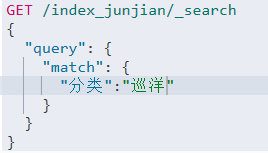 GET /index_junjian/_search
{
  "query": {
    "match": {
      "分类":"巡洋"
    }
  }
}